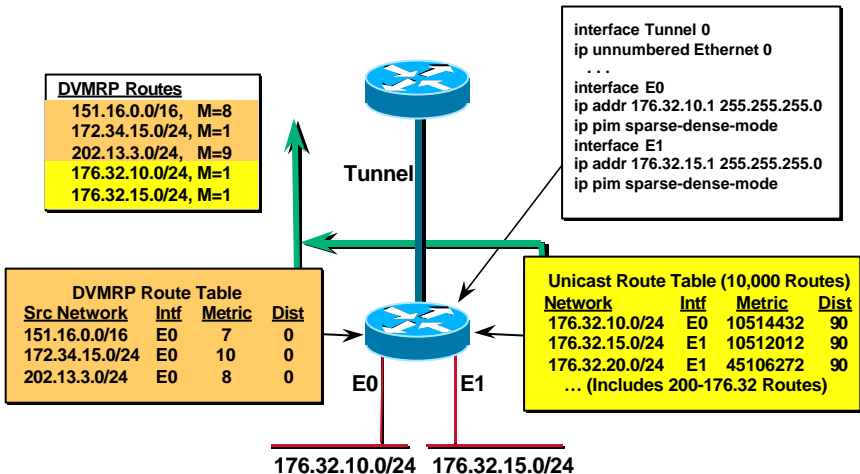 interface Tunnel 0
ip unnumbered Ethernet 0
. . .
interface E0
ip addr 176.32.10.1 255.255.255.0
ip pim sparse-dense-mode
interface E1
ip addr 176.32.15.1 255.255.255.0
ip pim sparse-dense-mode
DVMRP Routes
151.16.0.0/16, M=8
172.34.15.0/24, M=1
202.13.3.0/24, M=9
176.32.10.0/24, M=1
176.32.15.0/24, M=1
Tunnel
DVMRP Route Table
Src Network Intf Metric Dist
151.16.0.0/16 E0 7 0
172.34.15.0/24 E0 10 0
202.13.3.0/24 E0 8 0
Unicast Route Table (10,000 Routes)
Network Intf Metric Dist
176.32.10.0/24 E0 10514432 90
176.32.15.0/24 E1 10512012 90
176.32.20.0/24 E1 45106272 90
... (Includes 200-176.32 Routes)
E0 E1
176.32.10.0/24 176.32.15.0/24